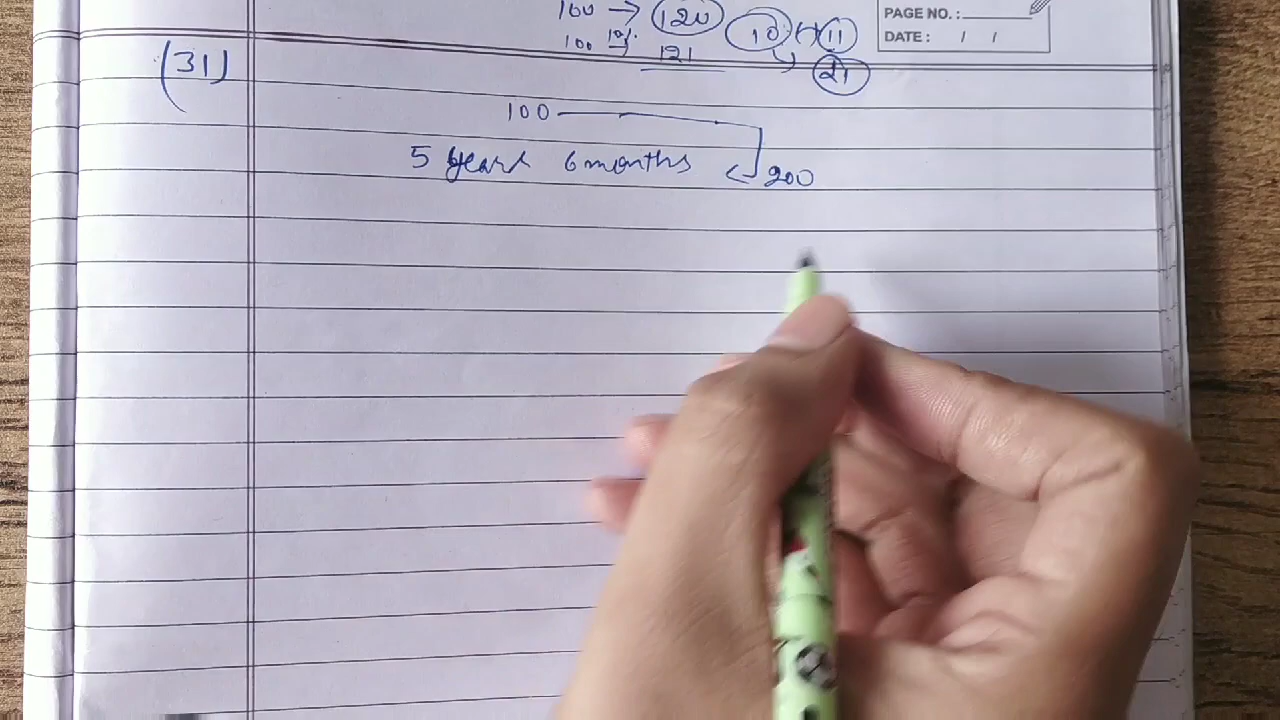 100 → 120 10 11
PAGE NO. :
100 10% 121
DATE : / /
21
(31)
100
5 years 6 months 200